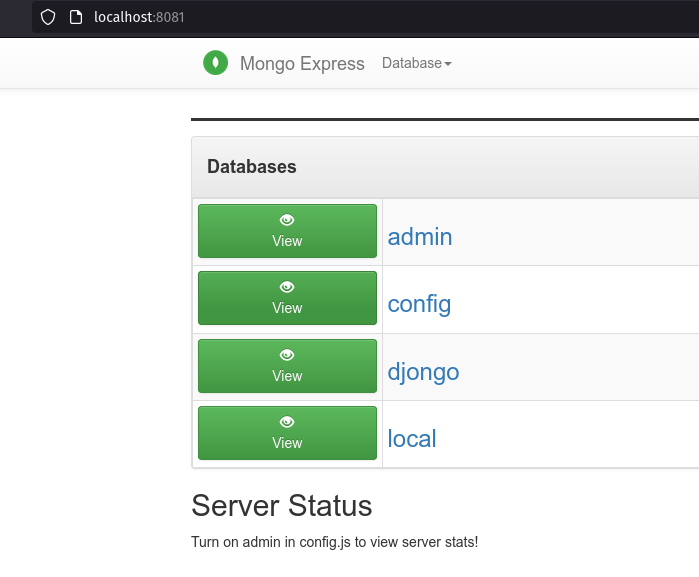 localhost:8081
Mongo Express Database
Databases
View
admin
View
config
View
djongo
View
local
Server Status
Turn on admin in config.js to view server stats!